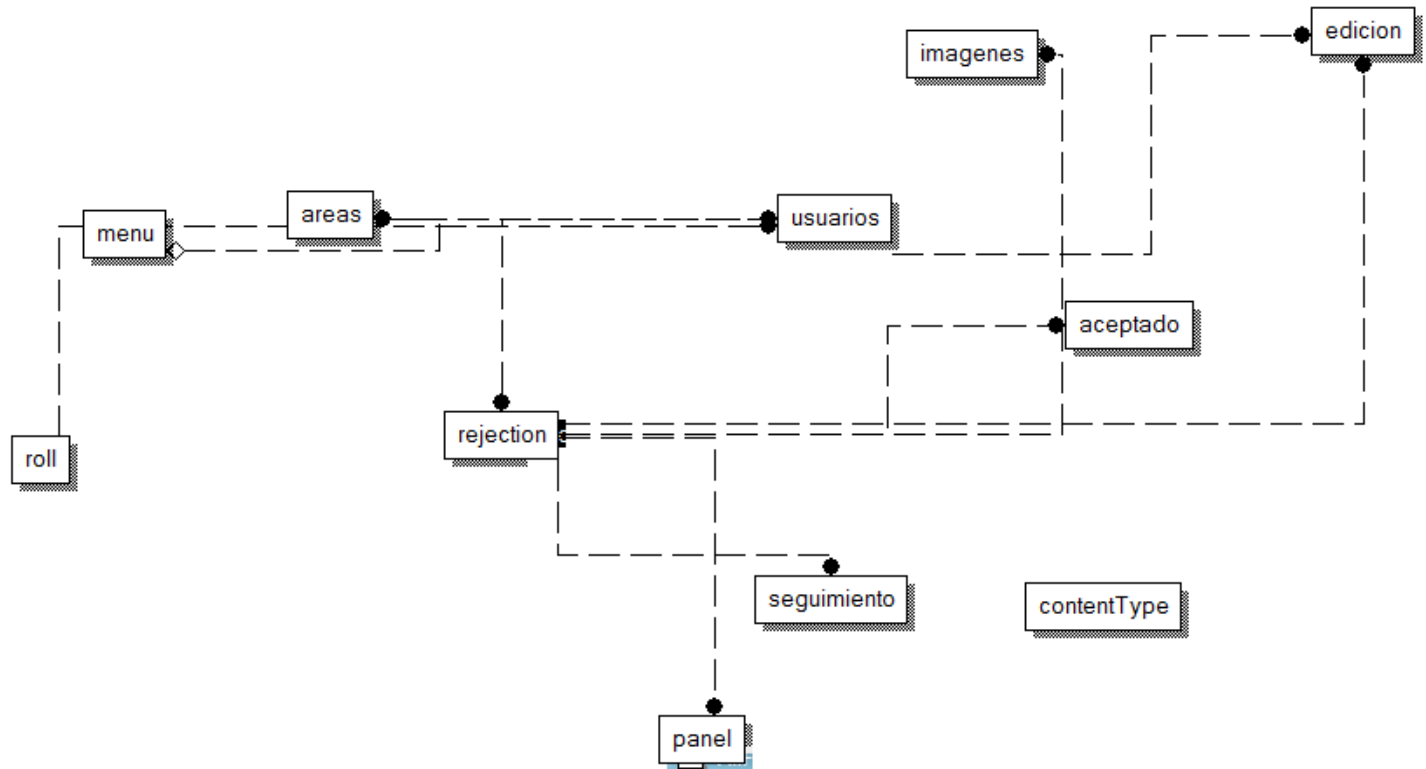 edicion
imagenes
areas
usuarios
menu
aceptado
rejection
roll
seguimiento
contentType
panel